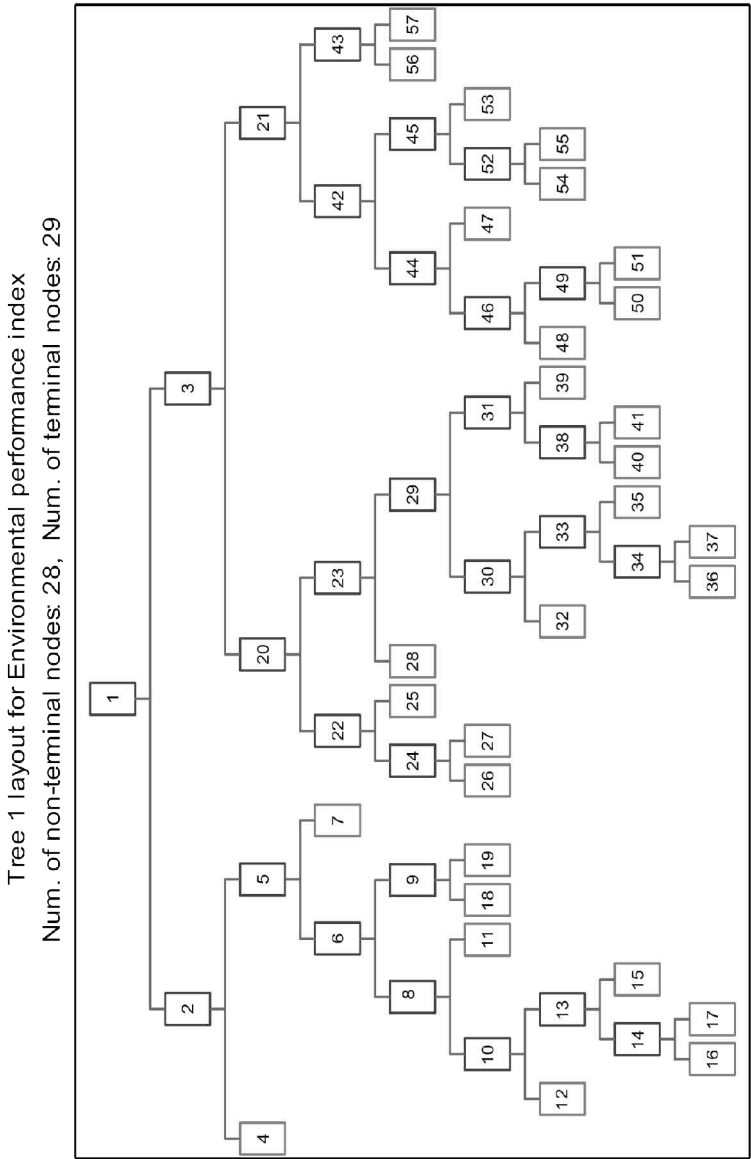 Tree 1 layout for Environmental performance index
Num. of non-terminal nodes: 28, Num. of terminal nodes: 29
1
2 3
4 5 20 21
6 7 22 23 42 43
8 9 24 25 28 29 44 45 56 57
10 11 18 19 26 27 30 31 46 47 52 53
12 13 32 33 38 39 48 49 54 55
14 15 34 35 40 41 50 51
16 17 36 37